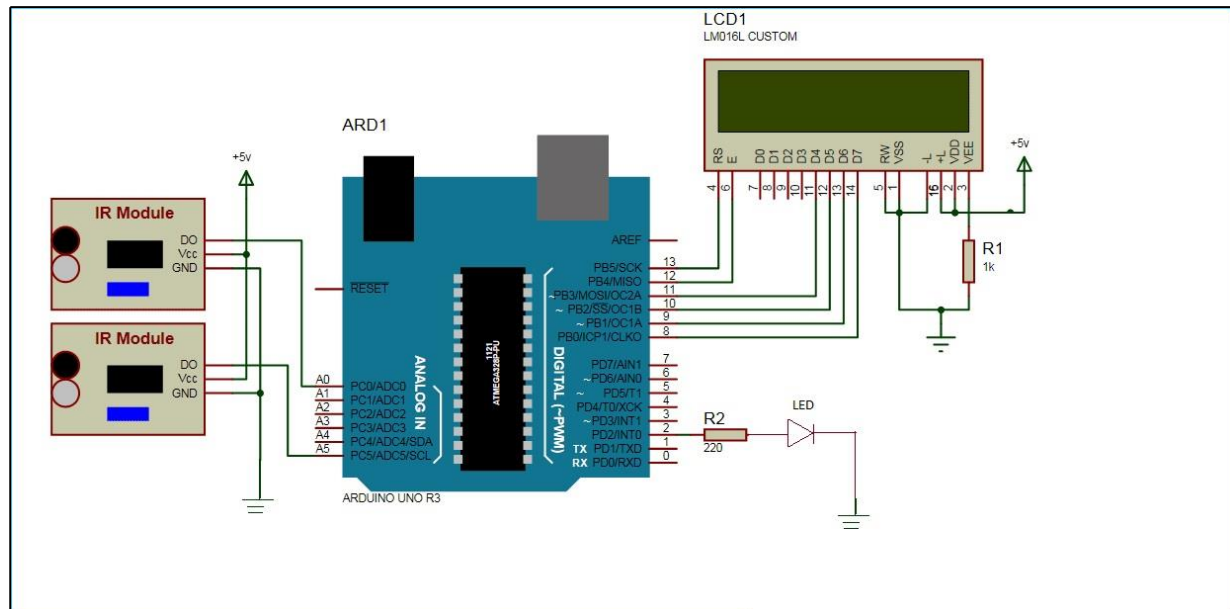 LCD1
LM016L CUSTOM
RS
E
D0
D1
D2
D3
D4
D5
D6
D7
RW
VSS
-L
+L
VDD
VEE
4
6
7
8
9
10
11
12
13
14
5
1
16
15
2
3
+5v
R1
1k
ARD1
+5v
IR Module
DO
Vcc
GND
IR Module
DO
Vcc
GND
RESET
AREF
PB5/SCK 13
PB4/MISO 12
~PB3/MOSI/OC2A 11
~ PB2/SS/OC1B 10
~ PB1/OC1A 9
PB0/ICP1/CLKO 8
1121
ATMEGA328P-PU
ANALOG IN
DIGITAL (~PWM)
A0 PC0/ADC0
A1 PC1/ADC1
A2 PC2/ADC2
A3 PC3/ADC3
A4 PC4/ADC4/SDA
A5 PC5/ADC5/SCL
PD7/AIN1 7
~PD6/AIN0 6
~ PD5/T1 5
PD4/T0/XCK 4
~PD3/INT1 3
PD2/INT0 2
TX PD1/TXD 1
RX PD0/RXD 0
R2
220
LED
ARDUINO UNO R3